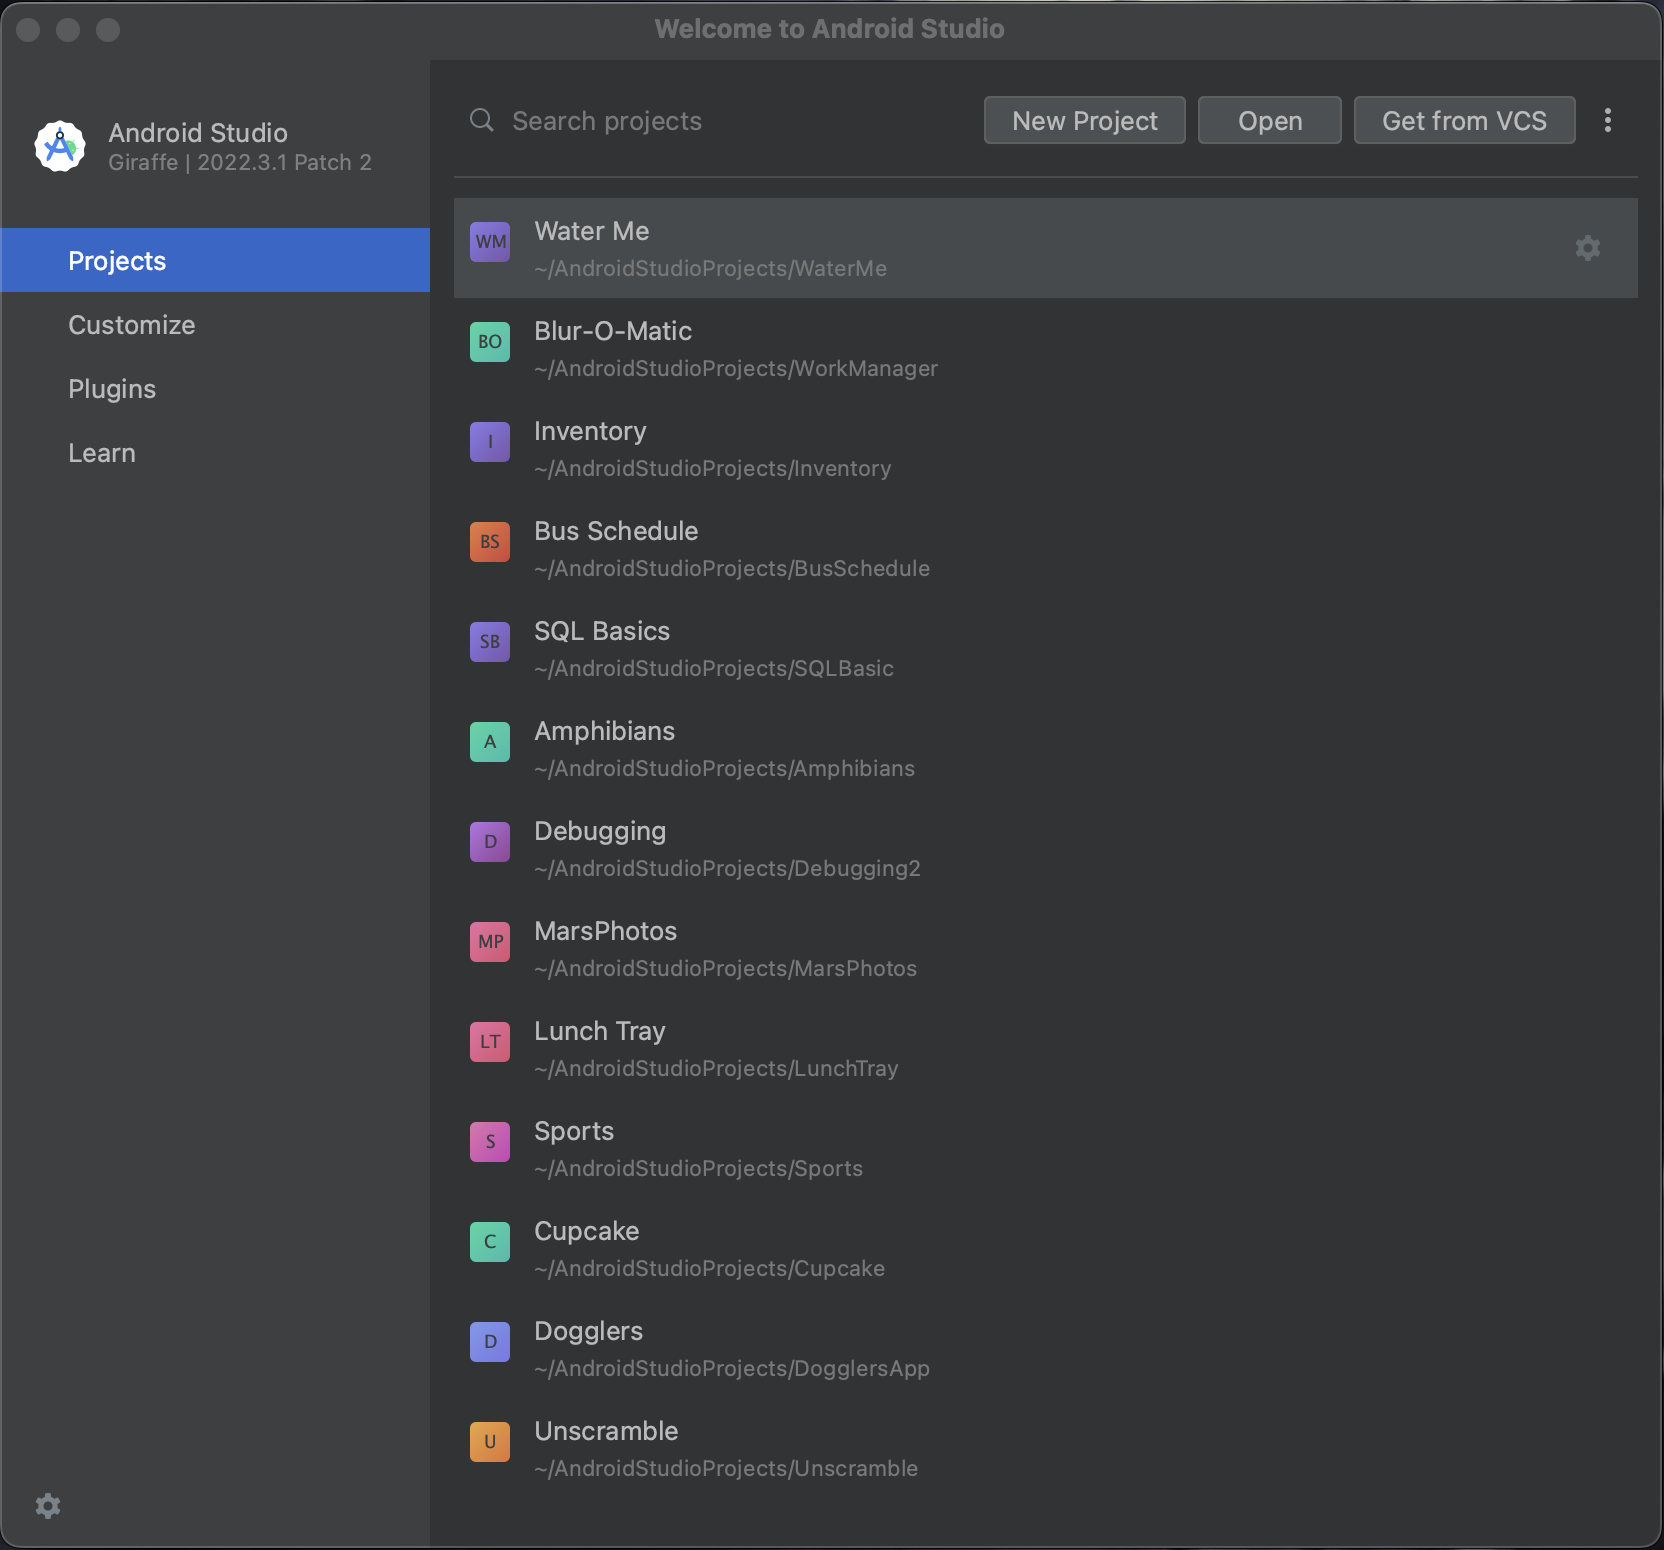 Welcome to Android Studio
Android Studio
Giraffe | 2022.3.1 Patch 2
Projects
Customize
Plugins
Learn
Search projects
New Project
Open
Get from VCS
WM
Water Me
~/AndroidStudioProjects/WaterMe
BO
Blur-O-Matic
~/AndroidStudioProjects/WorkManager
I
Inventory
~/AndroidStudioProjects/Inventory
BS
Bus Schedule
~/AndroidStudioProjects/BusSchedule
SB
SQL Basics
~/AndroidStudioProjects/SQLBasic
A
Amphibians
~/AndroidStudioProjects/Amphibians
D
Debugging
~/AndroidStudioProjects/Debugging2
MP
MarsPhotos
~/AndroidStudioProjects/MarsPhotos
LT
Lunch Tray
~/AndroidStudioProjects/LunchTray
S
Sports
~/AndroidStudioProjects/Sports
C
Cupcake
~/AndroidStudioProjects/Cupcake
D
Dogglers
~/AndroidStudioProjects/DogglersApp
U
Unscramble
~/AndroidStudioProjects/Unscramble